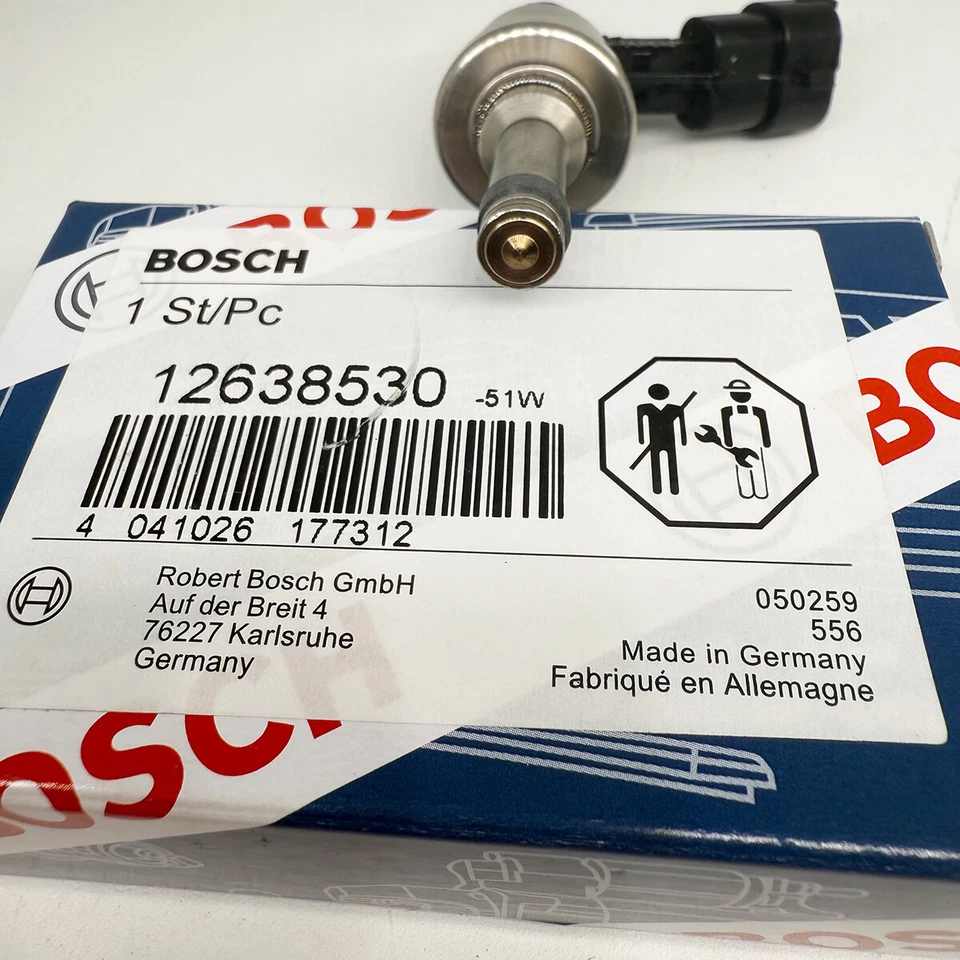 BOSCH
1 St/Pc
12638530 -51W
4 041026 177312
Robert Bosch GmbH
Auf der Breit 4
76227 Karlsruhe
Germany
050259
556
Made in Germany
Fabriqué en Allemagne
BOSCH